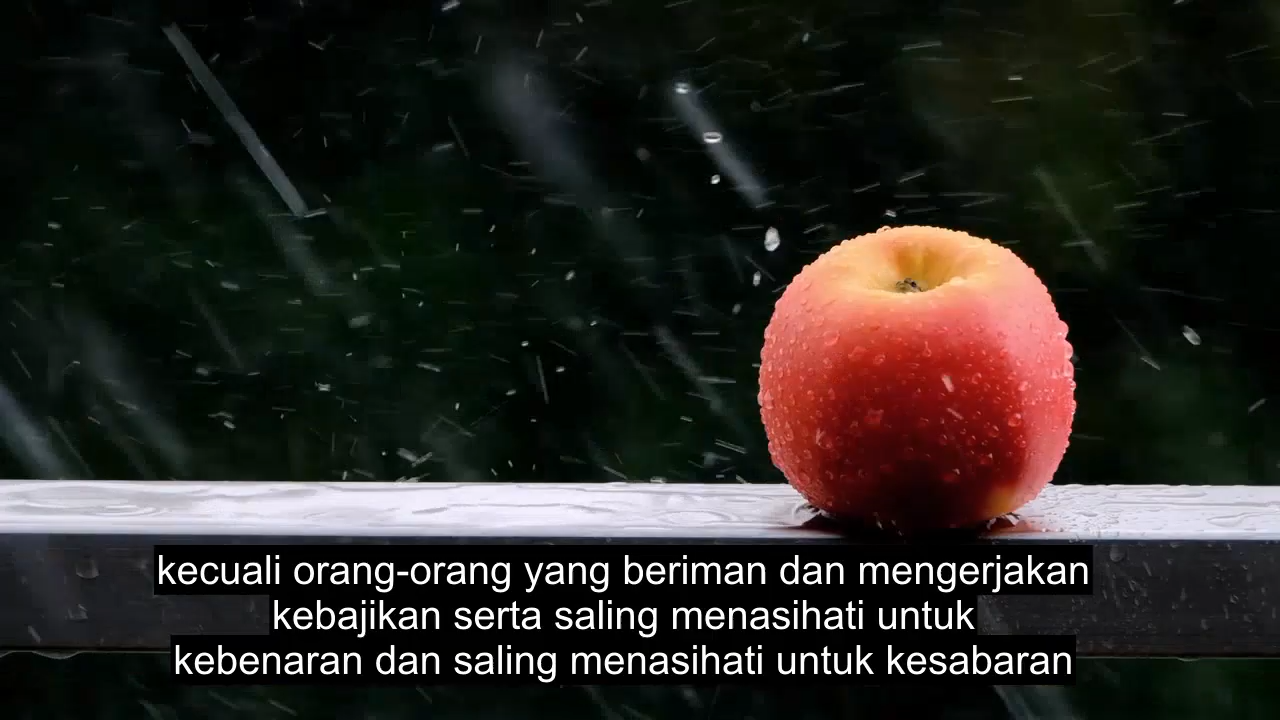 kecuali orang-orang yang beriman dan mengerjakan
kebajikan serta saling menasihati untuk
kebenaran dan saling menasihati untuk kesabaran